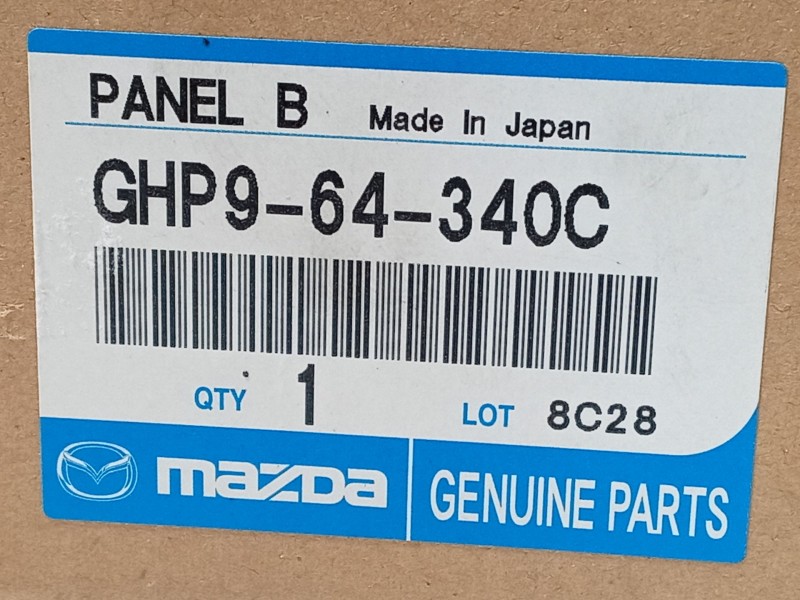 PANEL B Made In Japan
GHP9-64-340C
QTY 1 LOT 8C28
mazda GENUINE PARTS